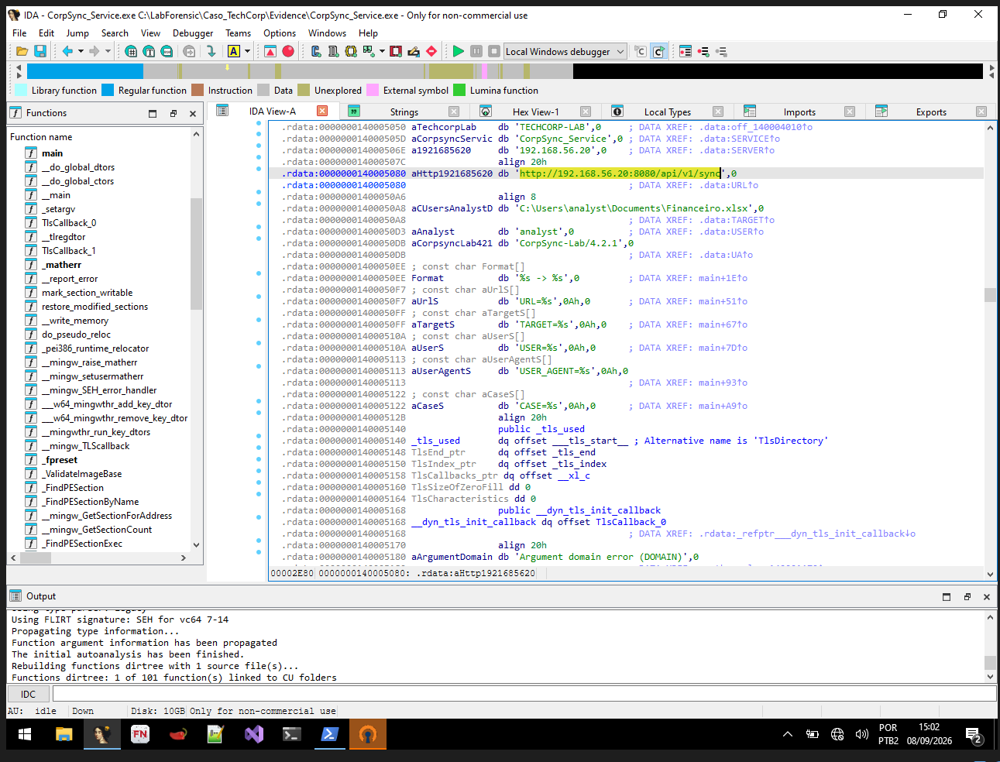 IDA - CorpSync_Service.exe C:\LabForensic\Caso_TechCorp\Evidence\CorpSync_Service.exe - Only for non-commercial use
File Edit Jump Search View Debugger Teams Options Windows Help
Local Windows debugger
Library function Regular function Instruction Data Unexplored External symbol Lumina function
Functions
IDA View-A Strings Hex View-1 Local Types Imports Exports
Function name
main
__do_global_dtors
__do_global_ctors
__main
_setargv
TlsCallback_0
__tlregdtor
TlsCallback_1
_matherr
__report_error
mark_section_writable
restore_modified_sections
__write_memory
do_pseudo_reloc
_pei386_runtime_relocator
__mingw_raise_matherr
__mingw_setusermatherr
__mingw_SEH_error_handler
___w64_mingwthr_add_key_dtor
___w64_mingwthr_remove_key_dtor
__mingwthr_run_key_dtors
__mingw_TLScallback
_fpreset
_ValidateImageBase
_FindPESection
_FindPESectionByName
__mingw_GetSectionForAddress
__mingw_GetSectionCount
_FindPESectionExec
.rdata:0000000140005050 aTechcorpLab db 'TECHCORP-LAB',0 ; DATA XREF: .data:off_140004010↑o
.rdata:000000014000505D aCorpsyncServic db 'CorpSync_Service',0 ; DATA XREF: .data:SERVICE↑o
.rdata:000000014000506E a1921685620 db '192.168.56.20',0 ; DATA XREF: .data:SERVER↑o
.rdata:000000014000507C align 20h
.rdata:0000000140005080 aHttp1921685620 db 'http://192.168.56.20:8080/api/v1/sync',0
.rdata:0000000140005080 ; DATA XREF: .data:URL↑o
.rdata:00000001400050A6 align 8
.rdata:00000001400050A8 aCUsersAnalystD db 'C:\Users\analyst\Documents\Financeiro.xlsx',0
.rdata:00000001400050A8 ; DATA XREF: .data:TARGET↑o
.rdata:00000001400050D3 aAnalyst db 'analyst',0 ; DATA XREF: .data:USER↑o
.rdata:00000001400050DB aCorpsyncLab421 db 'CorpSync-Lab/4.2.1',0
.rdata:00000001400050DB ; DATA XREF: .data:UA↑o
.rdata:00000001400050EE ; const char Format[]
.rdata:00000001400050EE Format db '%s -> %s',0 ; DATA XREF: main+1E↑o
.rdata:00000001400050F7 ; const char aUrlS[]
.rdata:00000001400050F7 aUrlS db 'URL=%s',0Ah,0 ; DATA XREF: main+51↑o
.rdata:00000001400050FF ; const char aTargetS[]
.rdata:00000001400050FF aTargetS db 'TARGET=%s',0Ah,0 ; DATA XREF: main+67↑o
.rdata:000000014000510A ; const char aUserS[]
.rdata:000000014000510A aUserS db 'USER=%s',0Ah,0 ; DATA XREF: main+7D↑o
.rdata:0000000140005113 ; const char aUserAgentS[]
.rdata:0000000140005113 aUserAgentS db 'USER_AGENT=%s',0Ah,0
.rdata:0000000140005113 ; DATA XREF: main+93↑o
.rdata:0000000140005122 ; const char aCaseS[]
.rdata:0000000140005122 aCaseS db 'CASE=%s',0Ah,0 ; DATA XREF: main+A9↑o
.rdata:000000014000512B align 20h
.rdata:0000000140005140 public _tls_used
.rdata:0000000140005140 _tls_used dq offset ___tls_start__ ; Alternative name is 'TlsDirectory'
.rdata:0000000140005148 TlsEnd_ptr dq offset _tls_end
.rdata:0000000140005150 TlsIndex_ptr dq offset _tls_index
.rdata:0000000140005158 TlsCallbacks_ptr dq offset __xl_c
.rdata:0000000140005160 TlsSizeOfZeroFill dd 0
.rdata:0000000140005164 TlsCharacteristics dd 0
.rdata:0000000140005168 public __dyn_tls_init_callback
.rdata:0000000140005168 __dyn_tls_init_callback dq offset TlsCallback_0
.rdata:0000000140005168 ; DATA XREF: .rdata:_refptr___dyn_tls_init_callback↓o
.rdata:0000000140005170 align 20h
.rdata:0000000140005180 aArgumentDomain db 'Argument domain error (DOMAIN)',0
00002E80 0000000140005080: .rdata:aHttp1921685620
Output
Using FLIRT signature: SEH for vc64 7-14
Propagating type information...
Function argument information has been propagated
The initial autoanalysis has been finished.
Rebuilding functions dirtree with 1 source file(s)...
Functions dirtree: 1 of 101 function(s) linked to CU folders
IDC
AU: idle Down Disk: 10GB Only for non-commercial use
FN
POR
PTB2
15:02
08/09/2026
2